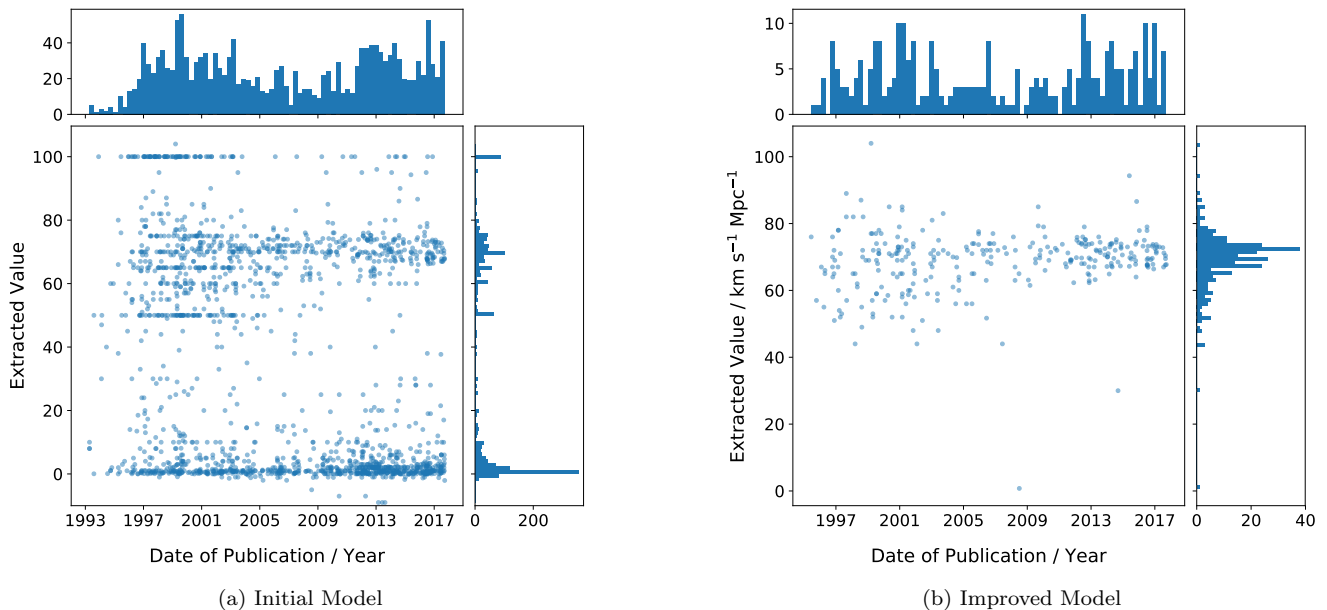 40
20
0
100
80
60
40
20
0
Extracted Value
1993 1997 2001 2005 2009 2013 2017
0 200
Date of Publication / Year
(a) Initial Model
10
5
0
100
80
60
40
20
0
Extracted Value / km s⁻¹ Mpc⁻¹
1997 2001 2005 2009 2013 2017
0 20 40
Date of Publication / Year
(b) Improved Model